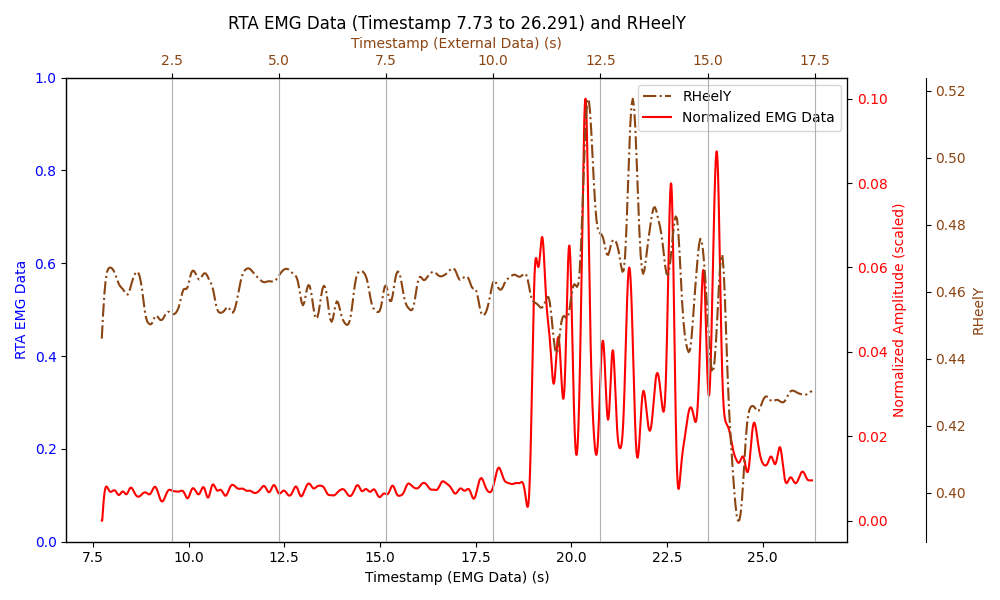 RTA EMG Data (Timestamp 7.73 to 26.291) and RHeelY
Timestamp (External Data) (s)
2.5 5.0 7.5 10.0 12.5 15.0 17.5
RHeelY
Normalized EMG Data
1.0
0.8
0.6
0.4
0.2
0.0
RTA EMG Data
0.10
0.08
0.06
0.04
0.02
0.00
Normalized Amplitude (scaled)
0.52
0.50
0.48
0.46
0.44
0.42
0.40
RHeelY
7.5 10.0 12.5 15.0 17.5 20.0 22.5 25.0
Timestamp (EMG Data) (s)